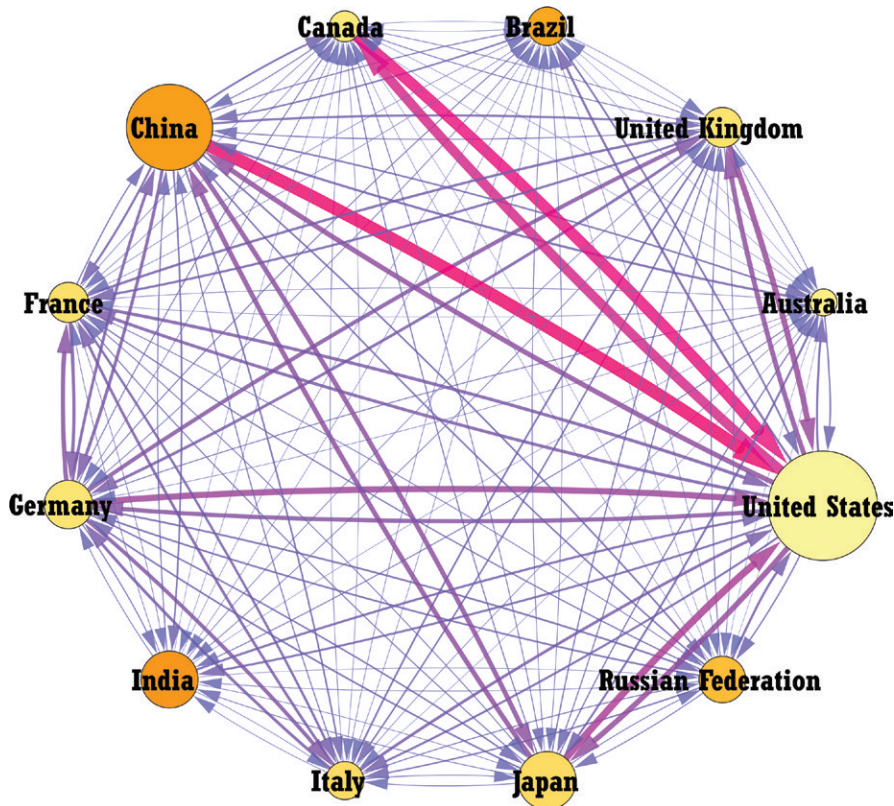 Canada
Brazil
China
United Kingdom
France
Australia
Germany
United States
India
Russian Federation
Italy
Japan